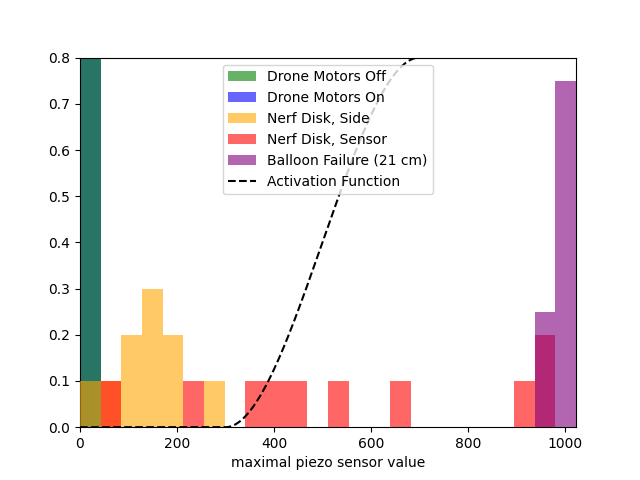 0.8
0.7
0.6
0.5
0.4
0.3
0.2
0.1
0.0
Drone Motors Off
Drone Motors On
Nerf Disk, Side
Nerf Disk, Sensor
Balloon Failure (21 cm)
Activation Function
0 200 400 600 800 1000
maximal piezo sensor value